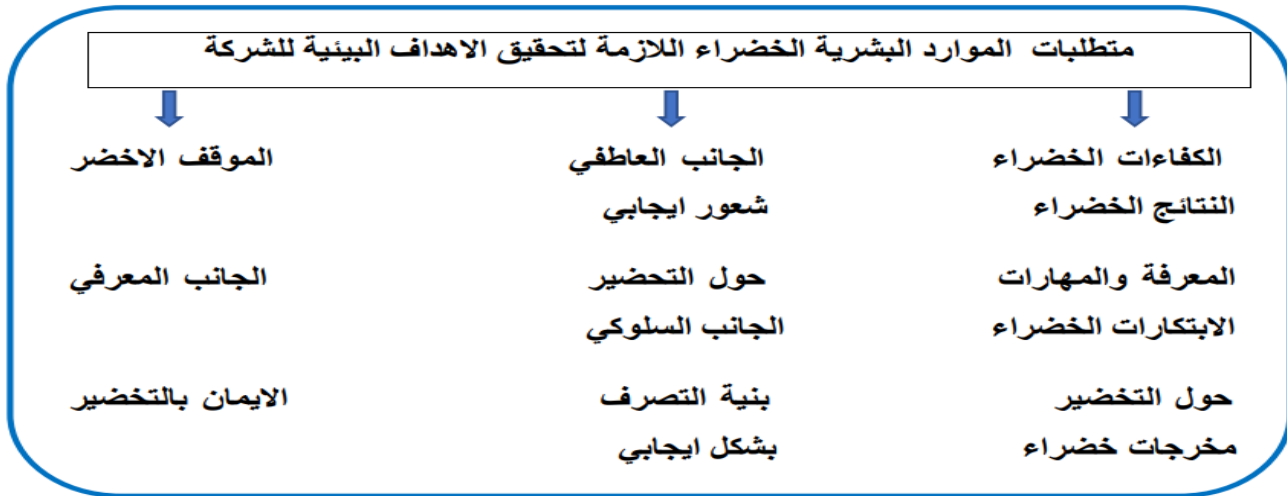 متطلبات الموارد البشرية الخضراء اللازمة لتحقيق الاهداف البيئية للشركة
الكفاءات الخضراء الجانب العاطفي الموقف الاخضر
النتائج الخضراء شعور ايجابي
المعرفة والمهارات حول التحضير الجانب المعرفي
الابتكارات الخضراء الجانب السلوكي
حول التخضير بنية التصرف الايمان بالتخضير
مخرجات خضراء بشكل ايجابي